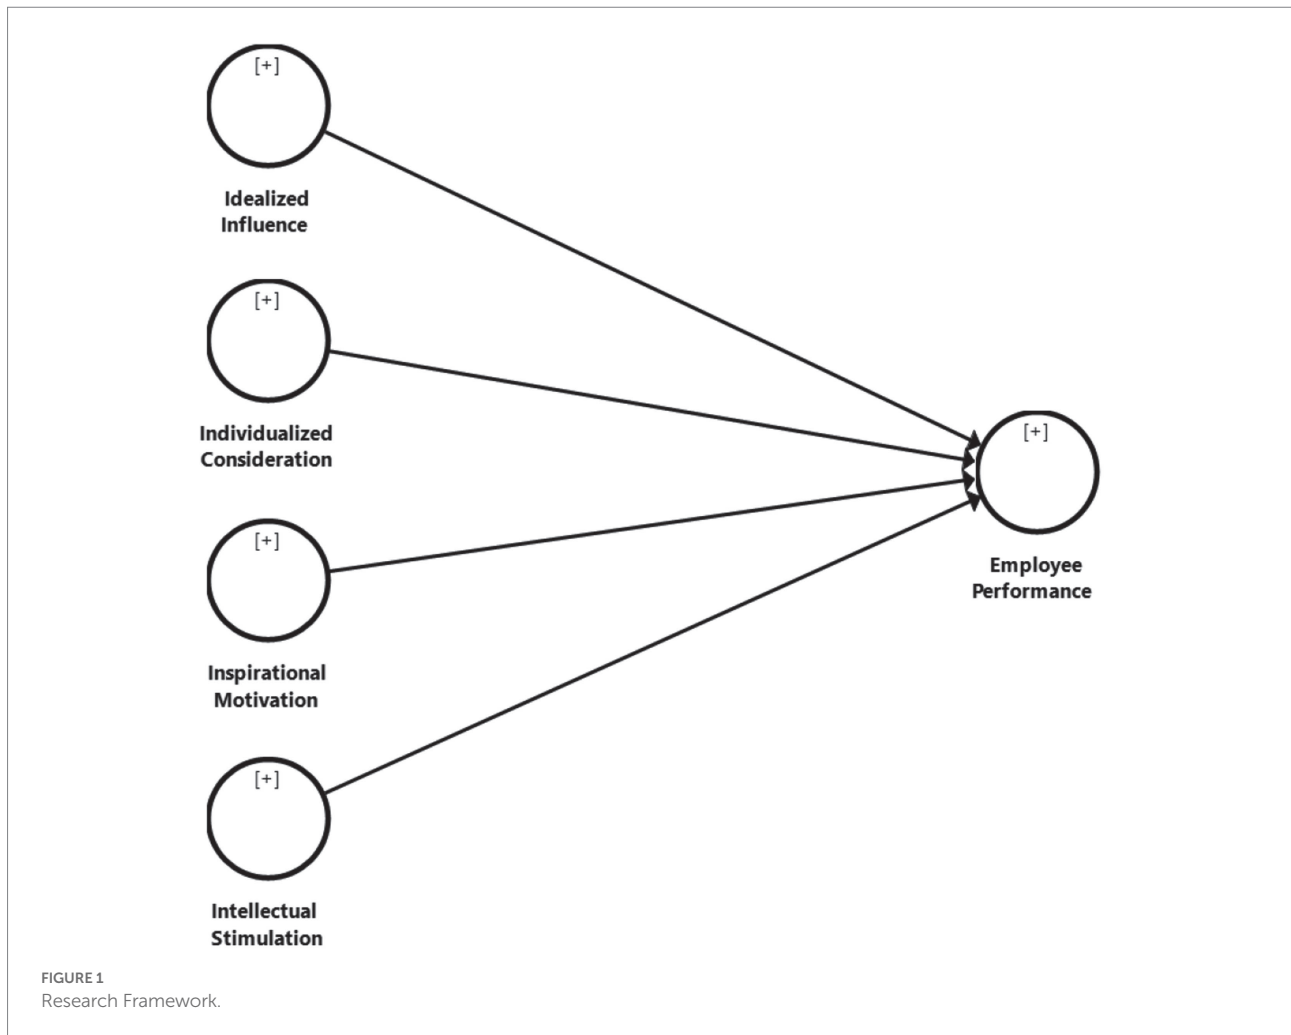 [+]
Idealized
Influence
[+]
Individualized
Consideration
[+]
Employee
Performance
[+]
Inspirational
Motivation
[+]
Intellectual
Stimulation
FIGURE 1
Research Framework.